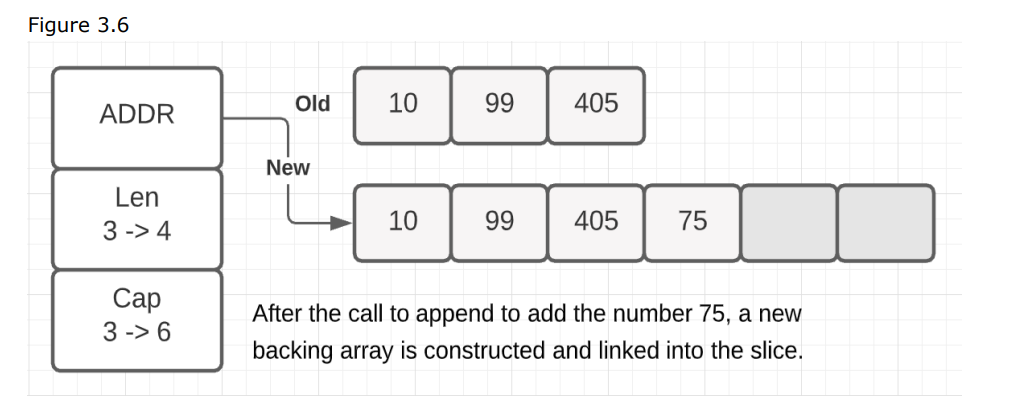 Figure 3.6
ADDR
Old
10 99 405
New
Len
3 -> 4
10 99 405 75
Cap
3 -> 6
After the call to append to add the number 75, a new
backing array is constructed and linked into the slice.